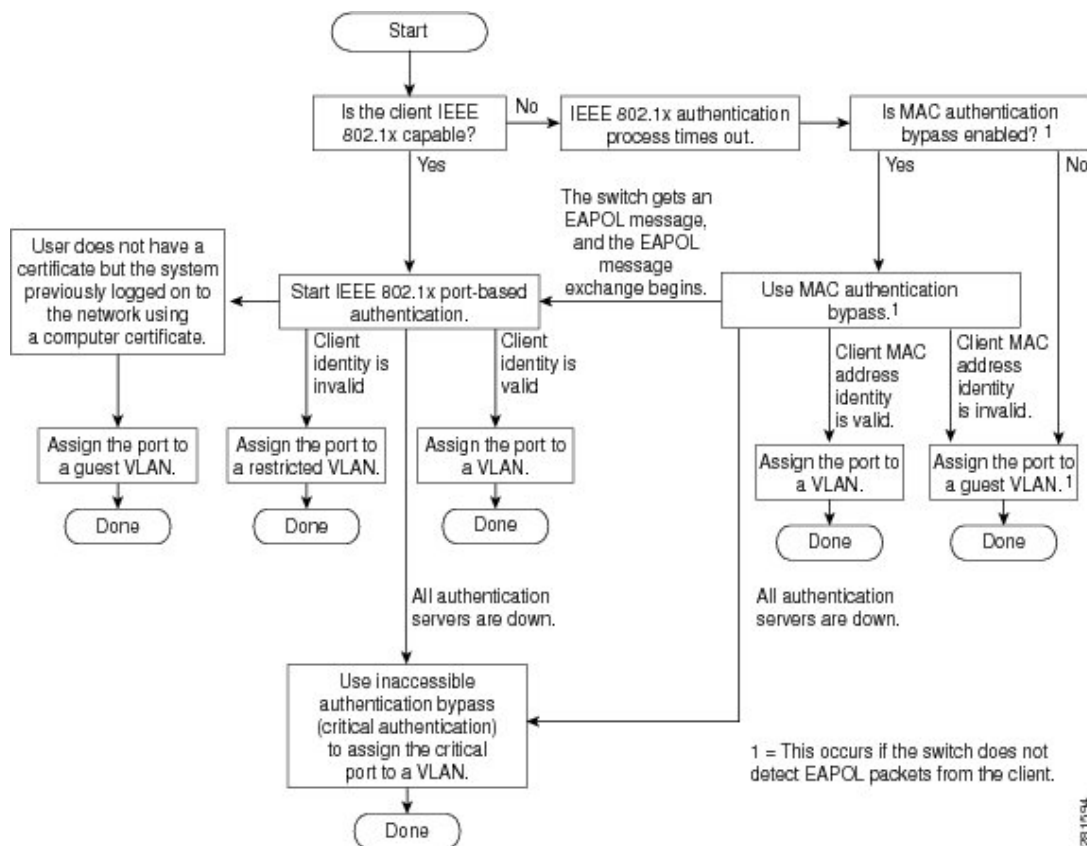 Start
Is the client IEEE
802.1x capable?
No
IEEE 802.1x authentication
process times out.
Is MAC authentication
bypass enabled? 1
Yes
Yes
No
The switch gets an
EAPOL message,
and the EAPOL
message
exchange begins.
User does not have a
certificate but the system
previously logged on to
the network using
a computer certificate.
Start IEEE 802.1x port-based
authentication.
Use MAC authentication
bypass.1
Client
identity is
invalid
Client
identity is
valid
Client MAC
address
identity
is valid.
Client MAC
address
identity
is invalid.
Assign the port to
a guest VLAN.
Assign the port to
a restricted VLAN.
Assign the port to
a VLAN.
Assign the port to
a VLAN.
Assign the port to
a guest VLAN.1
Done
Done
Done
Done
Done
All authentication
servers are down.
All authentication
servers are down.
Use inaccessible
authentication bypass
(critical authentication)
to assign the critical
port to a VLAN.
Done
1 = This occurs if the switch does not
detect EAPOL packets from the client.
281594